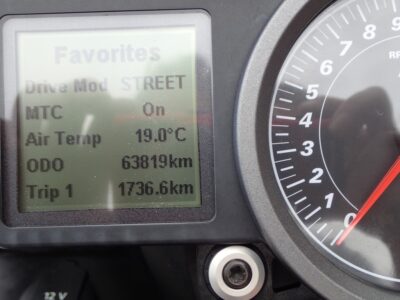 Favorites
Drive Mod STREET
MTC On
Air Temp 19.0°C
ODO 63819km
Trip 1 1736.6km
9
8
7
6
5
4
3
2
1
0
RP